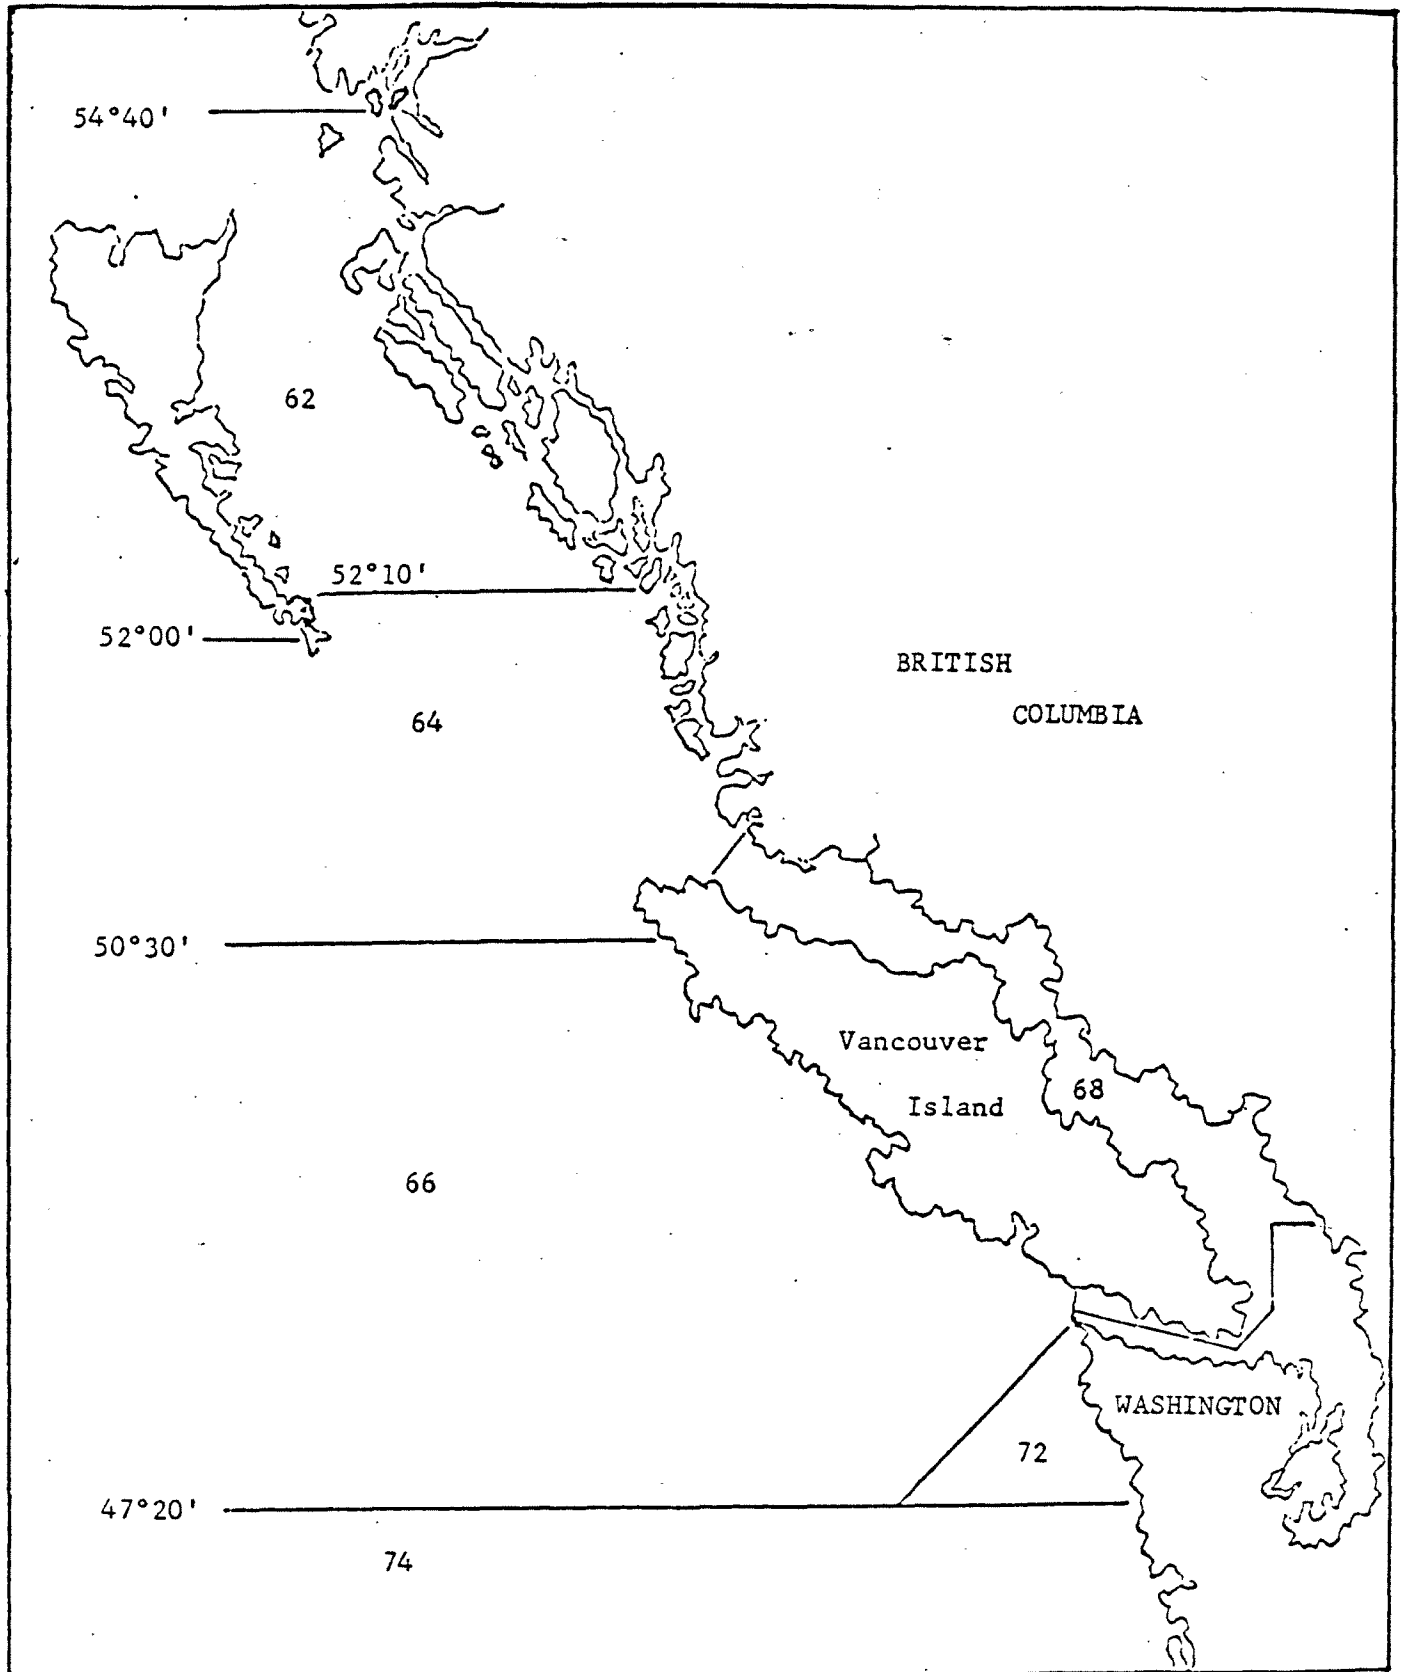 54°40'
62
52°10'
52°00'
BRITISH
COLUMBIA
64
50°30'
Vancouver
Island
68
66
WASHINGTON
72
47°20'
74